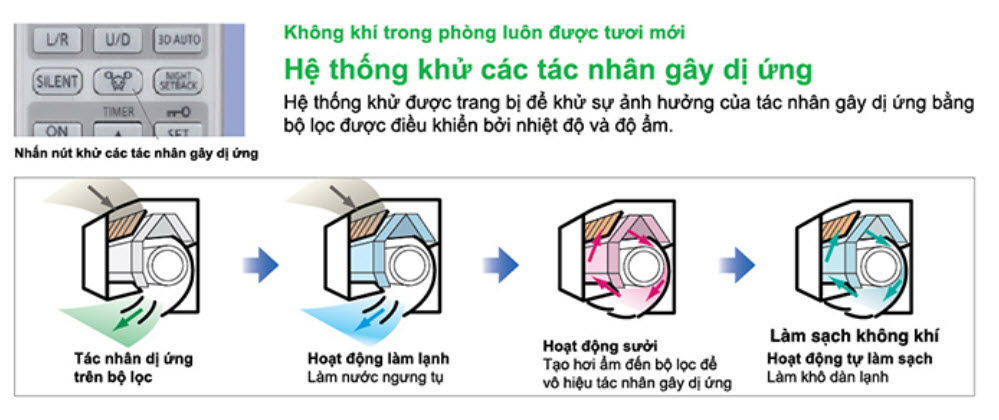 L/R U/D 3D AUTO
SILENT NIGHT SETBACK
TIMER
ON SET
Nhấn nút khử các tác nhân gây dị ứng
Không khí trong phòng luôn được tươi mới
Hệ thống khử các tác nhân gây dị ứng
Hệ thống khử được trang bị để khử sự ảnh hưởng của tác nhân gây dị ứng bằng
bộ lọc được điều khiển bởi nhiệt độ và độ ẩm.
Tác nhân dị ứng
trên bộ lọc
Hoạt động làm lạnh
Làm nước ngưng tụ
Hoạt động sưởi
Tạo hơi ẩm đến bộ lọc để
vô hiệu tác nhân gây dị ứng
Làm sạch không khí
Hoạt động tự làm sạch
Làm khô dàn lạnh